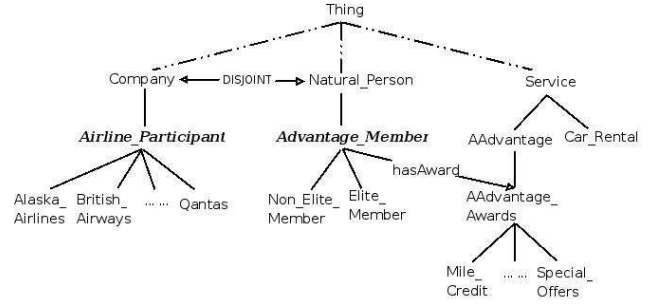 Thing
Company DISJOINT Natural_Person Service
Airline_Participant Advantage_Member AAdvantage Car_Rental
hasAward
Alaska_
Airlines
British_
Airways
... ...
Qantas
Non_Elite_
Member
Elite_
Member
AAdvantage_
Awards
Mile_
Credit
... ...
Special_
Offers